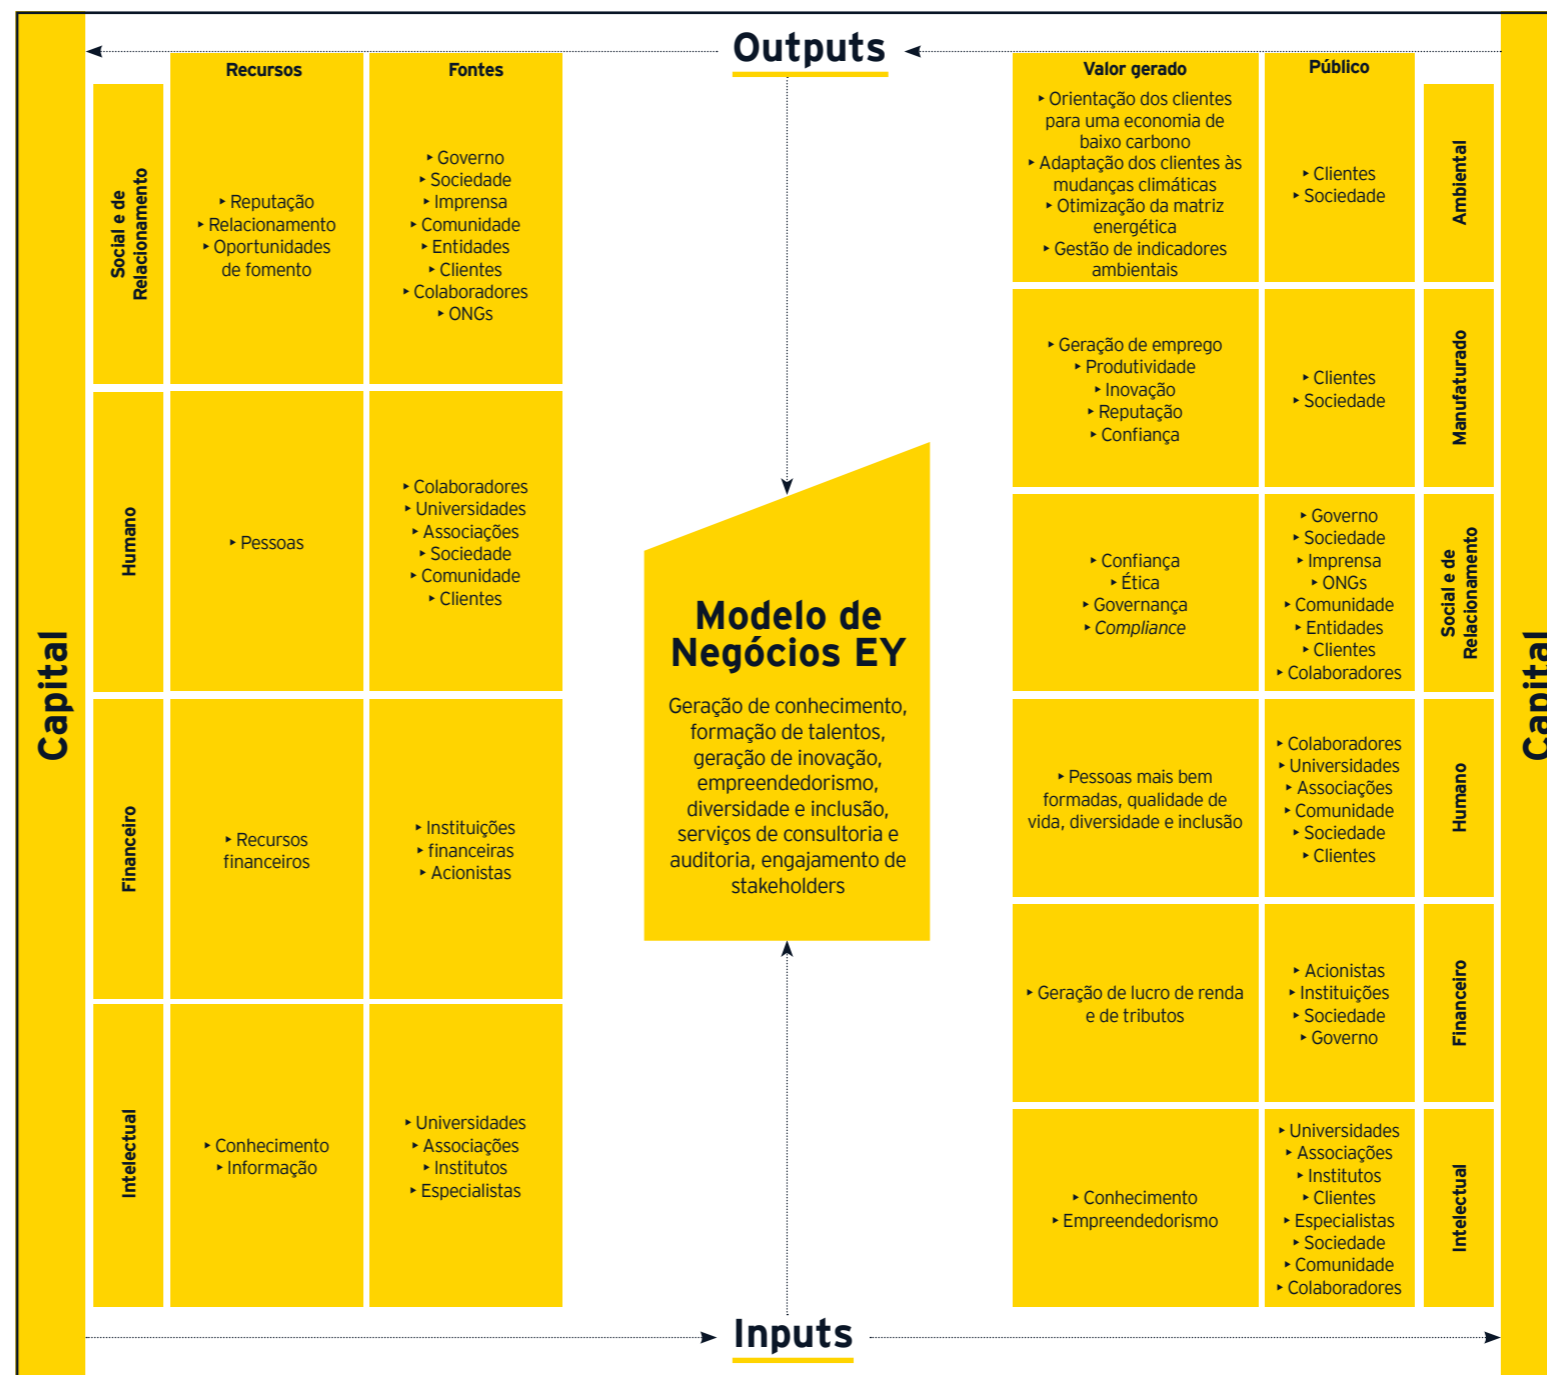 Outputs
Capital
Recursos
Fontes
Social e de
Relacionamento
‣ Reputação
‣ Relacionamento
‣ Oportunidades
de fomento
‣ Governo
‣ Sociedade
‣ Imprensa
‣ Comunidade
‣ Entidades
‣ Clientes
‣ Colaboradores
‣ ONGs
Humano
‣ Pessoas
‣ Colaboradores
‣ Universidades
‣ Associações
‣ Sociedade
‣ Comunidade
‣ Clientes
Financeiro
‣ Recursos
financeiros
‣ Instituições
‣ financeiras
‣ Acionistas
Intelectual
‣ Conhecimento
‣ Informação
‣ Universidades
‣ Associações
‣ Institutos
‣ Especialistas
Modelo de
Negócios EY
Geração de conhecimento,
formação de talentos,
geração de inovação,
empreendedorismo,
diversidade e inclusão,
serviços de consultoria e
auditoria, engajamento de
stakeholders
Valor gerado
Público
‣ Orientação dos clientes
para uma economia de
baixo carbono
‣ Adaptação dos clientes às
mudanças climáticas
‣ Otimização da matriz
energética
‣ Gestão de indicadores
ambientais
‣ Clientes
‣ Sociedade
Ambiental
‣ Geração de emprego
‣ Produtividade
‣ Inovação
‣ Reputação
‣ Confiança
‣ Clientes
‣ Sociedade
Manufaturado
‣ Confiança
‣ Ética
‣ Governança
‣ Compliance
‣ Governo
‣ Sociedade
‣ Imprensa
‣ ONGs
‣ Comunidade
‣ Entidades
‣ Clientes
‣ Colaboradores
Social e de
Relacionamento
‣ Pessoas mais bem
formadas, qualidade de
vida, diversidade e inclusão
‣ Colaboradores
‣ Universidades
‣ Associações
‣ Comunidade
‣ Sociedade
‣ Clientes
Humano
‣ Geração de lucro de renda
e de tributos
‣ Acionistas
‣ Instituições
‣ Sociedade
‣ Governo
Financeiro
‣ Conhecimento
‣ Empreendedorismo
‣ Universidades
‣ Associações
‣ Institutos
‣ Clientes
‣ Especialistas
‣ Sociedade
‣ Comunidade
‣ Colaboradores
Intelectual
Capital
Inputs